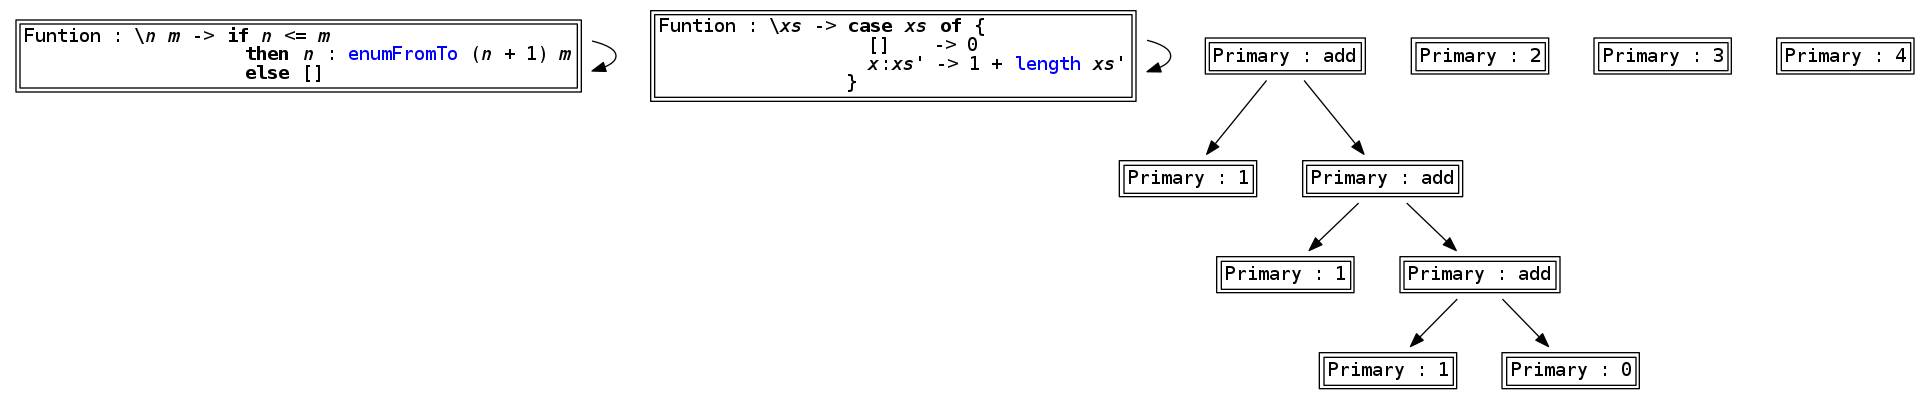 Funtion : \n m -> if n <= m
then n : enumFromTo (n + 1) m
else []
Funtion : \xs -> case xs of {
[] -> 0
x:xs' -> 1 + length xs'
}
Primary : add
Primary : 2
Primary : 3
Primary : 4
Primary : 1
Primary : add
Primary : 1
Primary : add
Primary : 1
Primary : 0